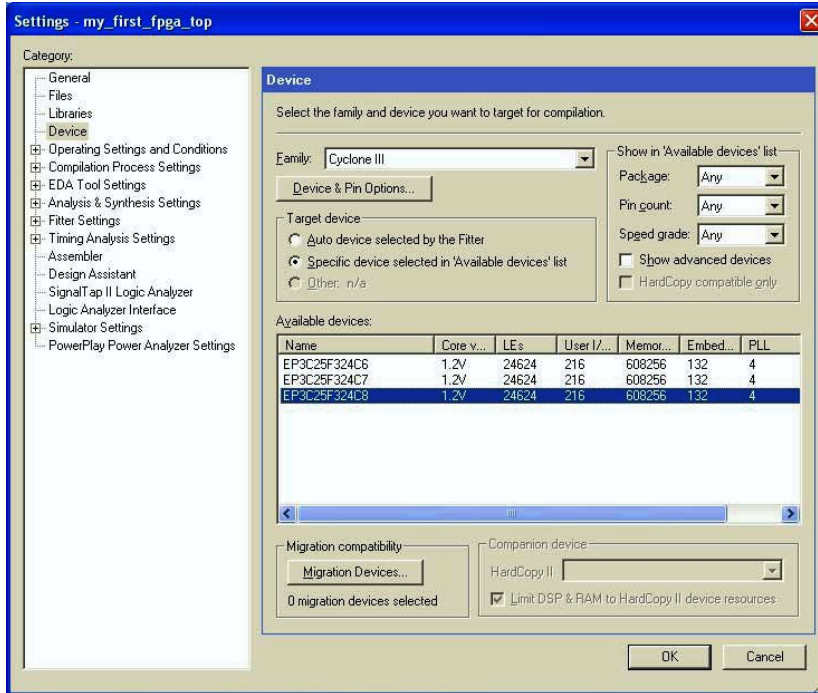 Settings - my_first_fpga_top
Category:
General
Files
Libraries
Device
Operating Settings and Conditions
Compilation Process Settings
EDA Tool Settings
Analysis & Synthesis Settings
Fitter Settings
Timing Analysis Settings
Assembler
Design Assistant
SignalTap II Logic Analyzer
Logic Analyzer Interface
Simulator Settings
PowerPlay Power Analyzer Settings
Device
Select the family and device you want to target for compilation.
Family: Cyclone III
Device & Pin Options...
Target device
Auto device selected by the Fitter
Specific device selected in 'Available devices' list
Other: n/a
Show in 'Available devices' list
Package: Any
Pin count: Any
Speed grade: Any
Show advanced devices
HardCopy compatible only
Available devices:
Name Core v... LEs User I/... Memor... Embed... PLL
EP3C25F324C6 1.2V 24624 216 608256 132 4
EP3C25F324C7 1.2V 24624 216 608256 132 4
EP3C25F324C8 1.2V 24624 216 608256 132 4
Migration compatibility
Migration Devices...
0 migration devices selected
Companion device
HardCopy II
Limit DSP & RAM to HardCopy II device resources
OK Cancel